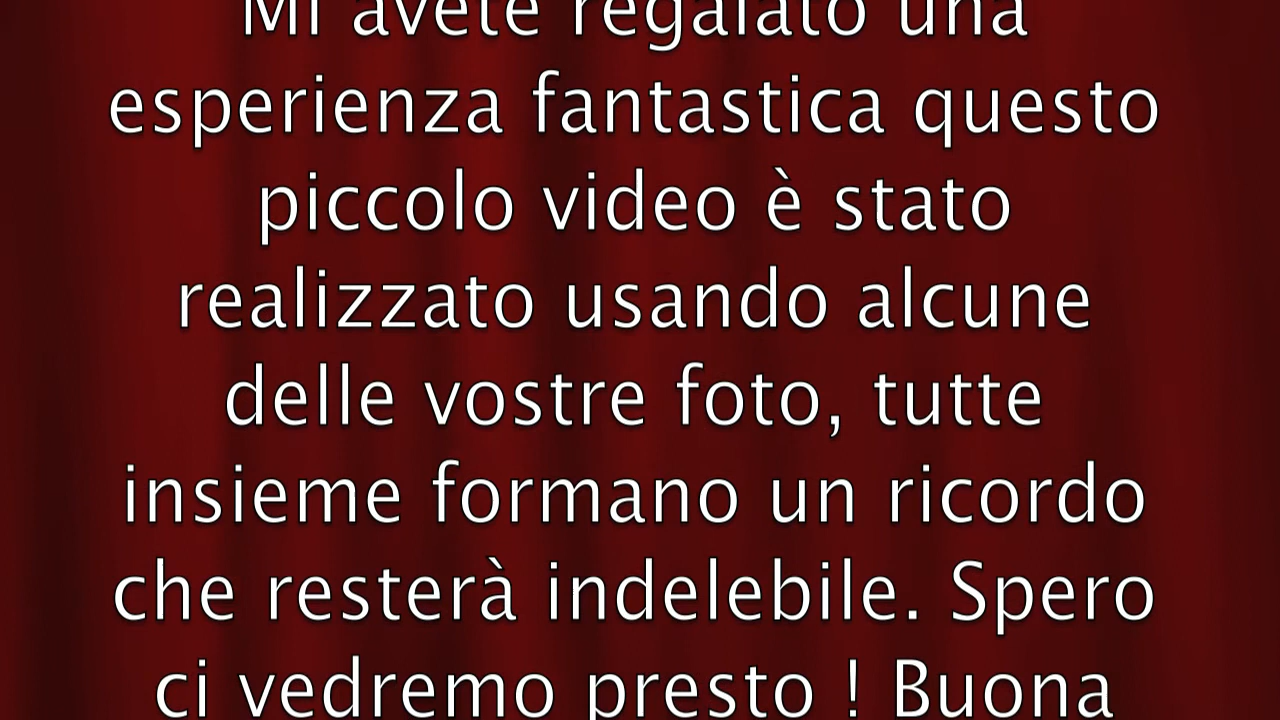 Mi avete regalato una
esperienza fantastica questo
piccolo video è stato
realizzato usando alcune
delle vostre foto, tutte
insieme formano un ricordo
che resterà indelebile. Spero
ci vedremo presto ! Buona